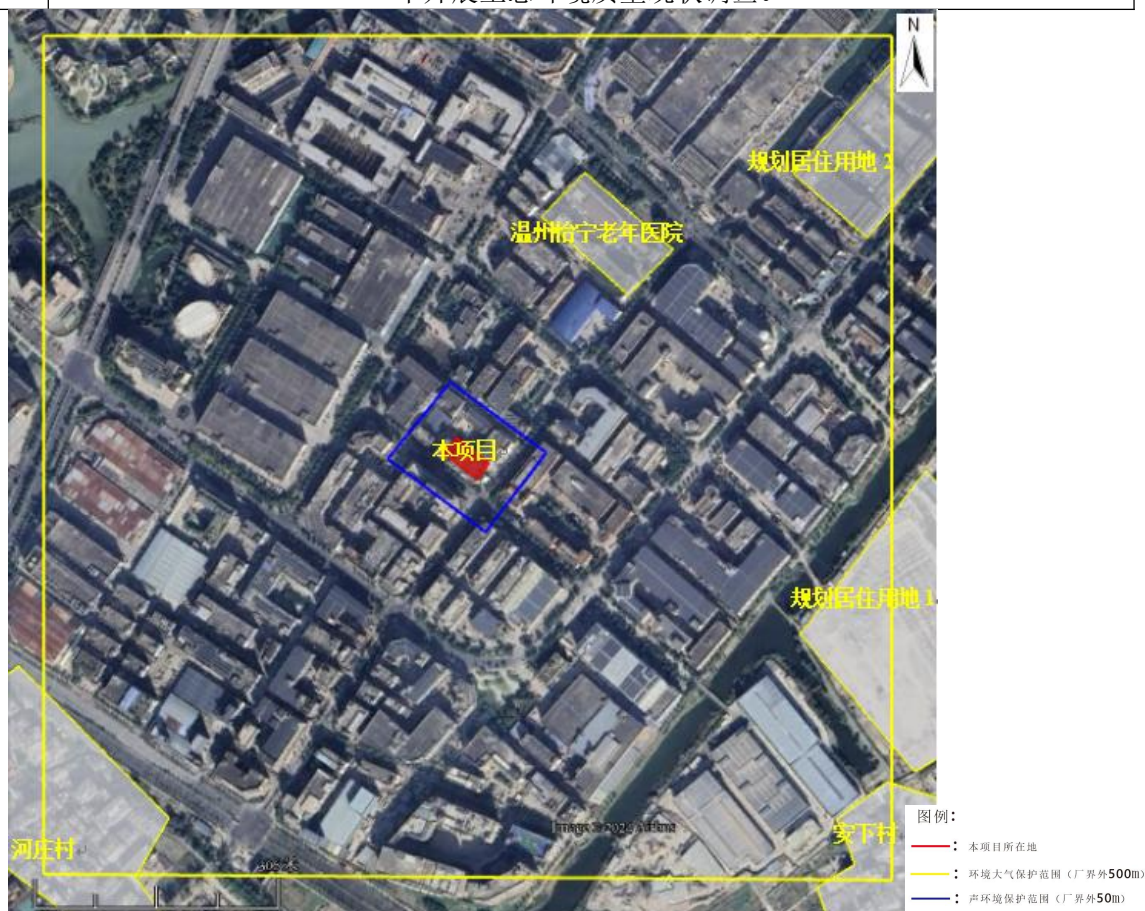 N
规划居住用地 2
温州怡宁老年医院
本项目
规划居住用地 1
安下村
河庄村
图例：
：本项目所在地
：环境大气保护范围（厂界外500m）
：声环境保护范围（厂界外50m）